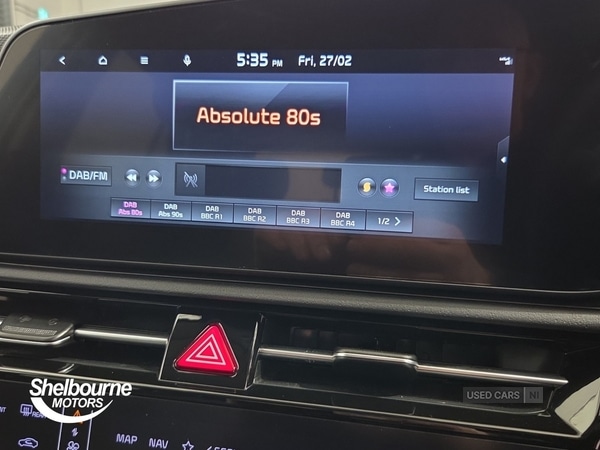 5:35 PM Fri, 27/02
Absolute 80s
DAB/FM
Station list
DAB Abs 80s
DAB Abs 90s
DAB BBC R1
DAB BBC R2
DAB BBC R3
DAB BBC R4
1/2
Shelbourne
MOTORS
USED CARS NI
REAR
MAP NAV